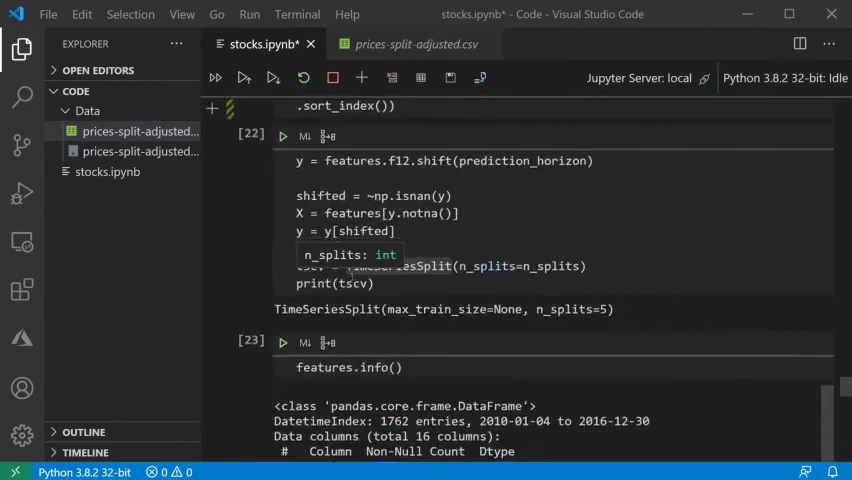 File Edit Selection View Go Run Terminal Help stocks.ipynb* - Code - Visual Studio Code
EXPLORER
stocks.ipynb* prices-split-adjusted.csv
OPEN EDITORS
CODE
Data
prices-split-adjusted...
prices-split-adjusted...
stocks.ipynb
Jupyter Server: local Python 3.8.2 32-bit: Idle
.sort_index())
[22]
M↓
y = features.f12.shift(prediction_horizon)
shifted = ~np.isnan(y)
X = features[y.notna()]
y = y[shifted]
n_splits: int
tscv = TimeSeriesSplit(n_splits=n_splits)
print(tscv)
TimeSeriesSplit(max_train_size=None, n_splits=5)
[23]
M↓
features.info()
<class 'pandas.core.frame.DataFrame'>
DatetimeIndex: 1762 entries, 2010-01-04 to 2016-12-30
Data columns (total 16 columns):
# Column Non-Null Count Dtype
OUTLINE
TIMELINE
Python 3.8.2 32-bit 0 0